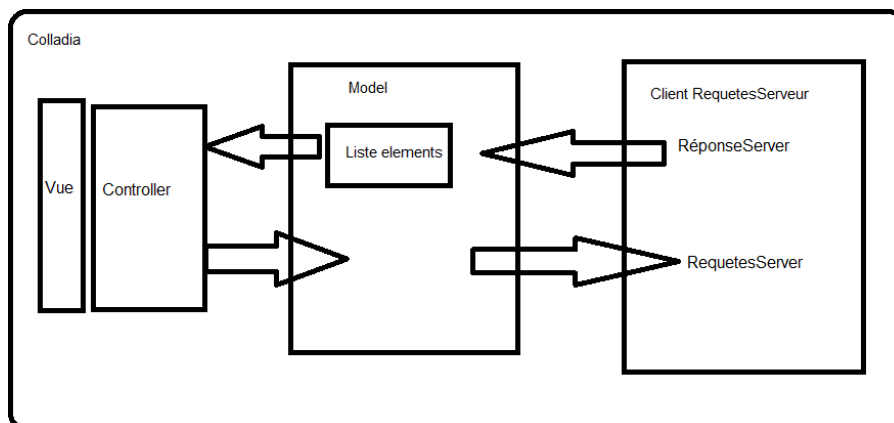 Colladia
Model
Client RequetesServeur
Liste elements
RéponseServer
Vue
Controller
RequetesServer